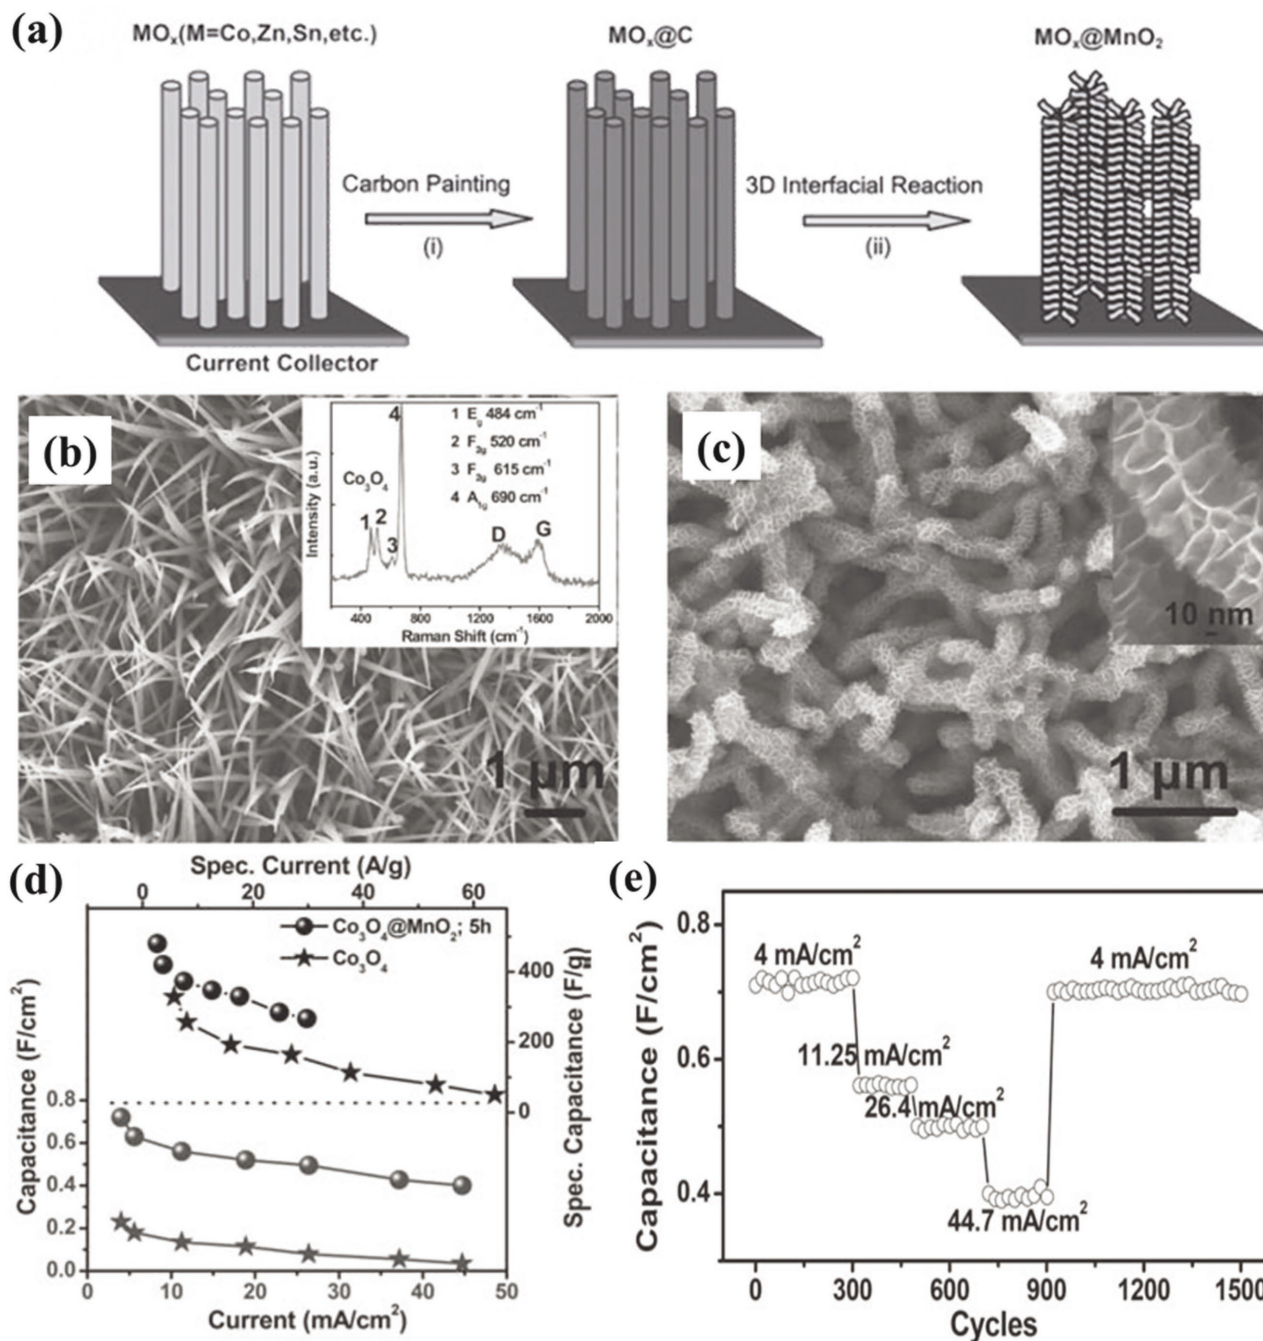 (a)
MOₓ(M=Co,Zn,Sn,etc.)
MOₓ@C
MOₓ@MnO₂
Carbon Painting
(i)
3D Interfacial Reaction
(ii)
Current Collector
(b)
Intensity (a.u.)
Co₃O₄
1 E_g 484 cm⁻¹
2 F₂g 520 cm⁻¹
3 F₂g 615 cm⁻¹
4 A₁g 690 cm⁻¹
4
1 2
3
D G
400 800 1200 1600 2000
Raman Shift (cm⁻¹)
1 µm
(c)
10 nm
1 µm
(d)
Spec. Current (A/g)
0 20 40 60
Co₃O₄@MnO₂; 5h
Co₃O₄
Capacitance (F/cm²)
0.8
0.6
0.4
0.2
0.0
Spec. Capacitance (F/g)
400
200
0
0 10 20 30 40 50
Current (mA/cm²)
(e)
Capacitance (F/cm²)
0.8
0.6
0.4
4 mA/cm²
4 mA/cm²
11.25 mA/cm²
26.4 mA/cm²
44.7 mA/cm²
0 300 600 900 1200 1500
Cycles